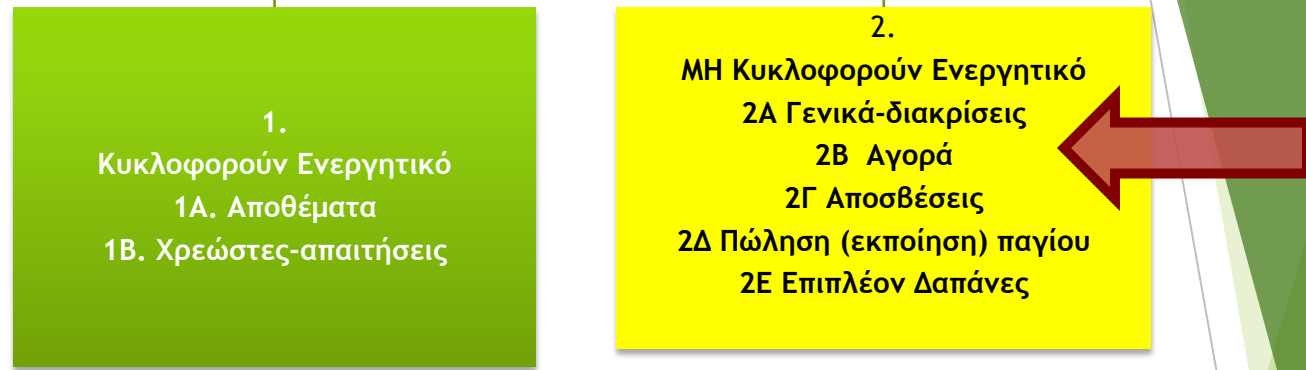 1.
Κυκλοφορούν Ενεργητικό
1Α. Αποθέματα
1Β. Χρεώστες-απαιτήσεις
2.
ΜΗ Κυκλοφορούν Ενεργητικό
2Α Γενικά-διακρίσεις
2Β Αγορά
2Γ Αποσβέσεις
2Δ Πώληση (εκποίηση) παγίου
2Ε Επιπλέον Δαπάνες